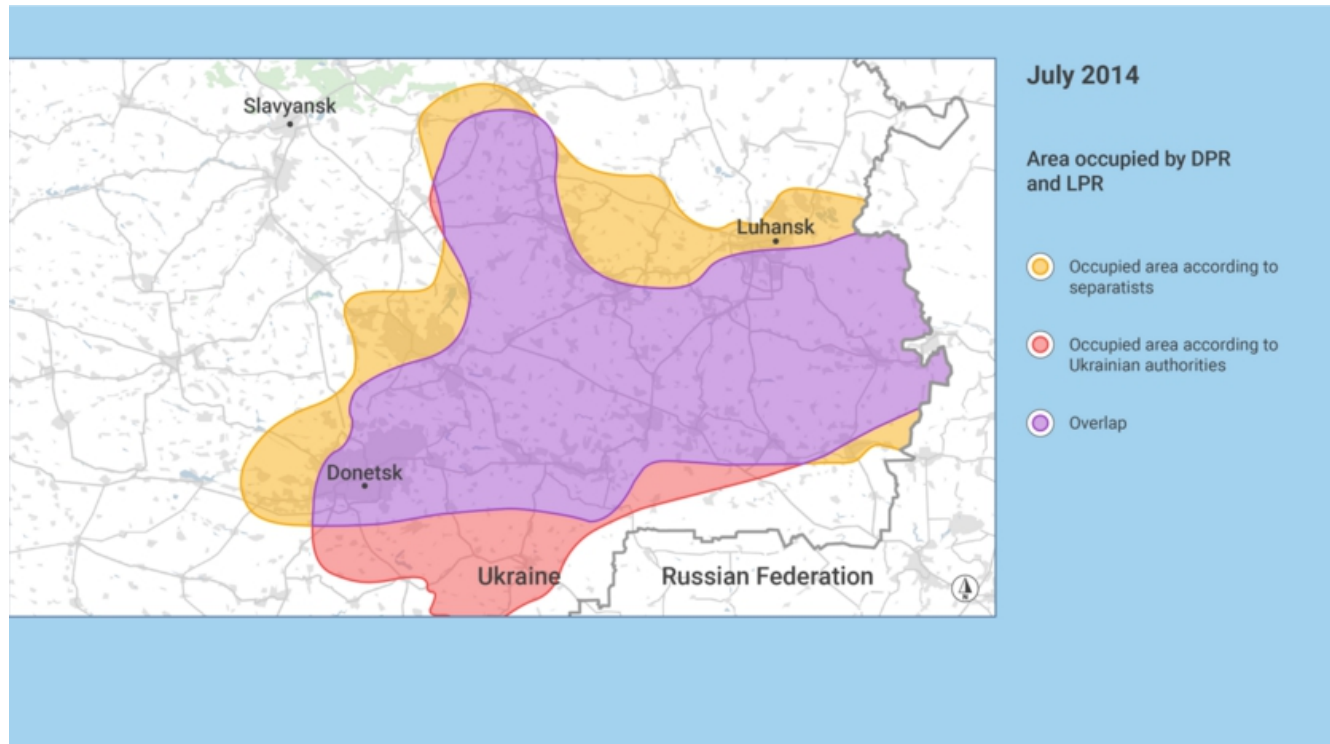 July 2014
Area occupied by DPR
and LPR
Occupied area according to
separatists
Occupied area according to
Ukrainian authorities
Overlap
Slavyansk
Luhansk
Donetsk
Ukraine
Russian Federation
N